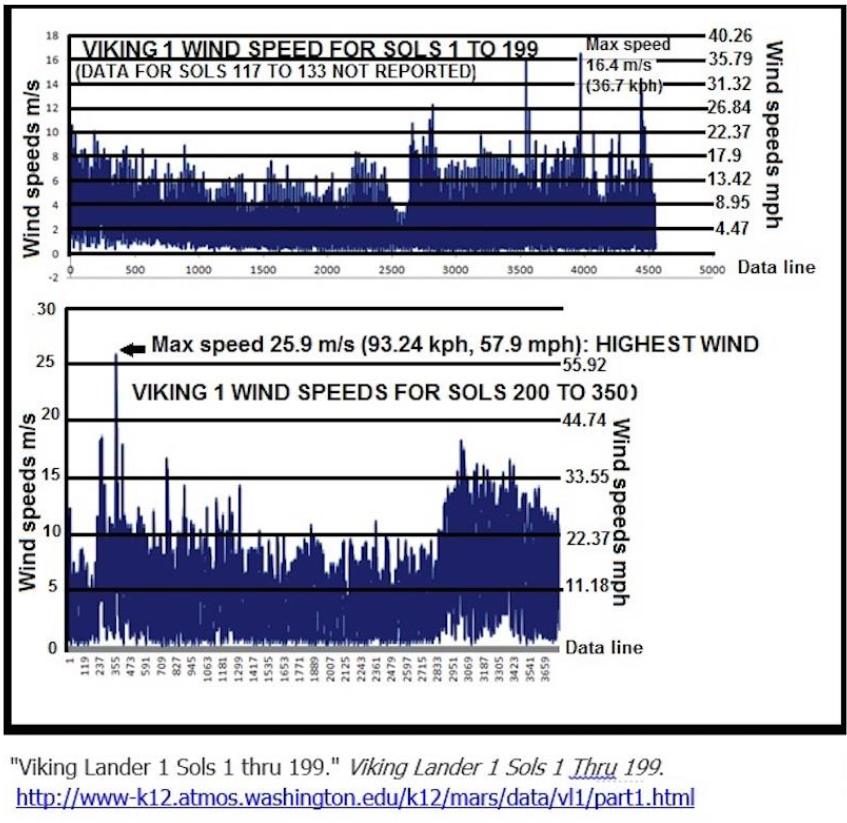 VIKING 1 WIND SPEED FOR SOLS 1 TO 199
(DATA FOR SOLS 117 TO 133 NOT REPORTED)
Max speed
16.4 m/s
(36.7 kph)
Wind speeds m/s
18
16
14
12
10
8
6
4
2
0
-2
40.26
35.79
31.32
26.84
22.37
17.9
13.42
8.95
4.47
Wind speeds mph
0 500 1000 1500 2000 2500 3000 3500 4000 4500 5000 Data line
30
25
20
15
10
5
0
Wind speeds m/s
Max speed 25.9 m/s (93.24 kph, 57.9 mph): HIGHEST WIND
VIKING 1 WIND SPEEDS FOR SOLS 200 TO 350)
55.92
44.74
33.55
22.37
11.18
Wind speeds mph
Data line
1 119 237 355 473 591 709 827 945 1063 1181 1299 1417 1535 1653 1771 1889 2007 2125 2243 2361 2479 2597 2715 2833 2951 3069 3187 3305 3423 3541 3659
"Viking Lander 1 Sols 1 thru 199." Viking Lander 1 Sols 1 Thru 199.
http://www-k12.atmos.washington.edu/k12/mars/data/vl1/part1.html